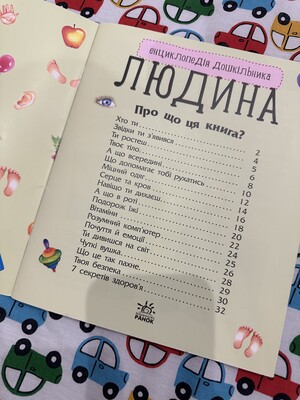 енциклопедія дошкільника
ЛЮДИНА
Про що ця книга?
Хто ти 2
Звідки ти з'явився 4
Ти ростеш 5
Твоє тіло 6
А що всередині 8
Що допомагає тобі рухатись 10
Міцний одяг 12
Серце та кров 14
Навіщо ти дихаєш 16
А що в роті 18
Подорож їжі 20
Вітаміни 22
Розумний комп'ютер 24
Почуття й емоції 25
Ти дивишся на світ 26
Чуткі вушка 28
Що це так пахне 29
Твоя безпека 30
7 секретів здоров'я 32
РАНОК